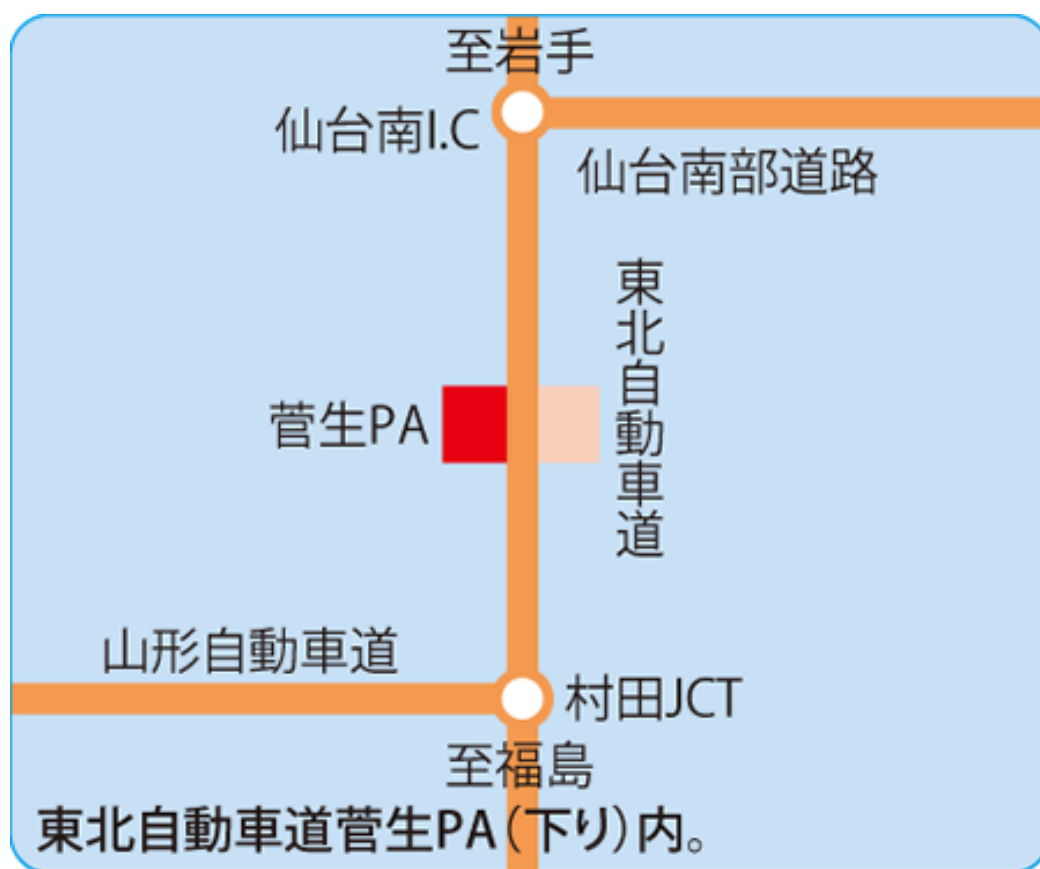 至岩手
仙台南I.C
仙台南部道路
東北自動車道
菅生PA
山形自動車道
村田JCT
至福島
東北自動車道菅生PA(下り)内。